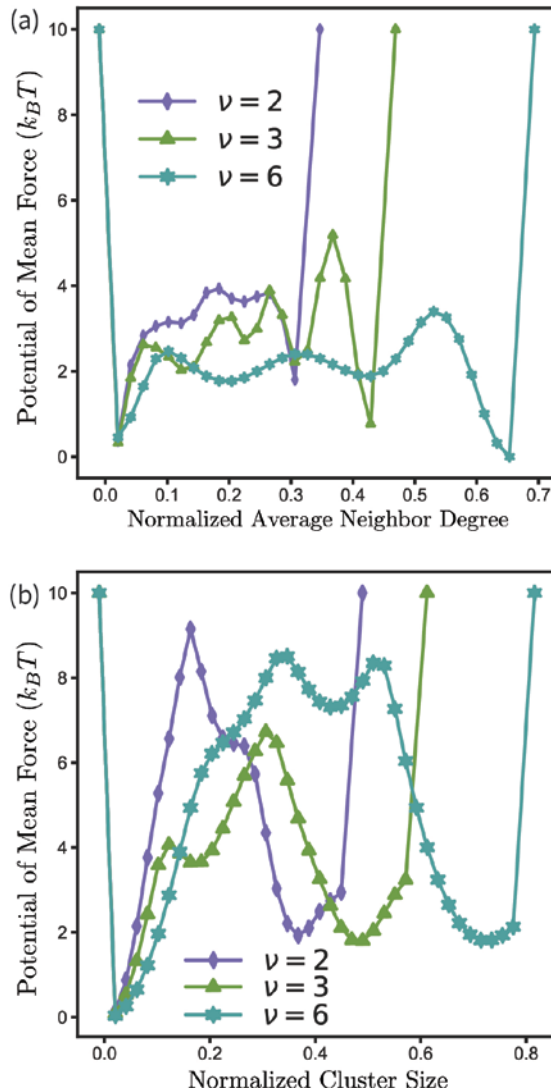 (a)
10
8
6
4
2
0
Potential of Mean Force (k_BT)
ν = 2
ν = 3
ν = 6
0.0 0.1 0.2 0.3 0.4 0.5 0.6 0.7
Normalized Average Neighbor Degree
(b)
10
8
6
4
2
0
Potential of Mean Force (k_BT)
ν = 2
ν = 3
ν = 6
0.0 0.2 0.4 0.6 0.8
Normalized Cluster Size